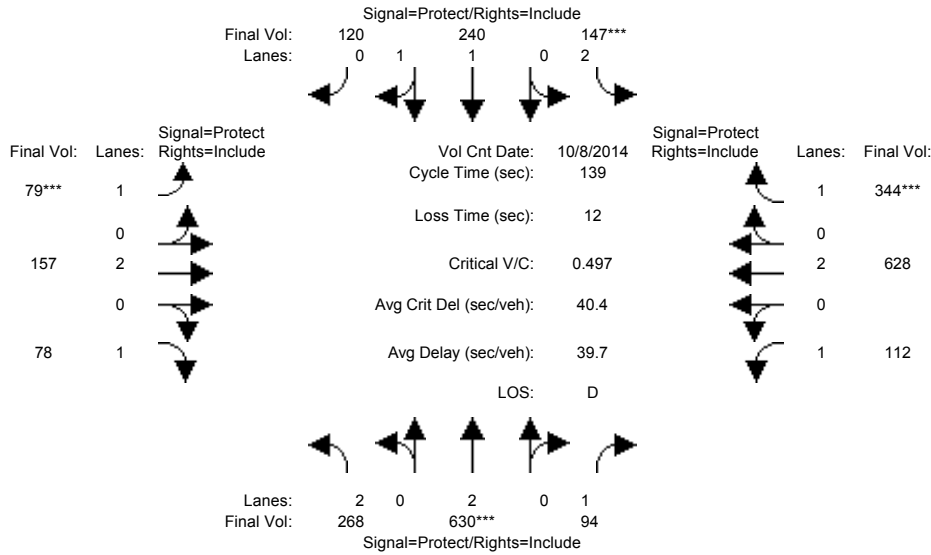 Signal=Protect/Rights=Include
Final Vol: 120 240 147***
Lanes: 0 1 1 0 2
Signal=Protect Signal=Protect
Final Vol: Lanes: Rights=Include Vol Cnt Date: 10/8/2014 Rights=Include Lanes: Final Vol:
Cycle Time (sec): 139
79*** 1 1 344***
Loss Time (sec): 12
0 0
157 2 Critical V/C: 0.497 2 628
0 Avg Crit Del (sec/veh): 40.4 0
78 1 Avg Delay (sec/veh): 39.7 1 112
LOS: D
Lanes: 2 0 2 0 1
Final Vol: 268 630*** 94
Signal=Protect/Rights=Include